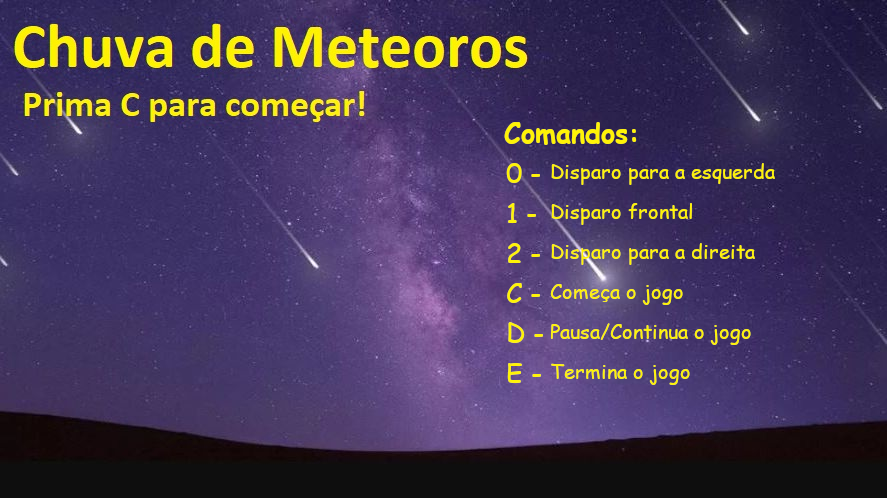 Chuva de Meteoros
Prima C para começar!
Comandos:
0 - Disparo para a esquerda
1 - Disparo frontal
2 - Disparo para a direita
C - Começa o jogo
D - Pausa/Continua o jogo
E - Termina o jogo